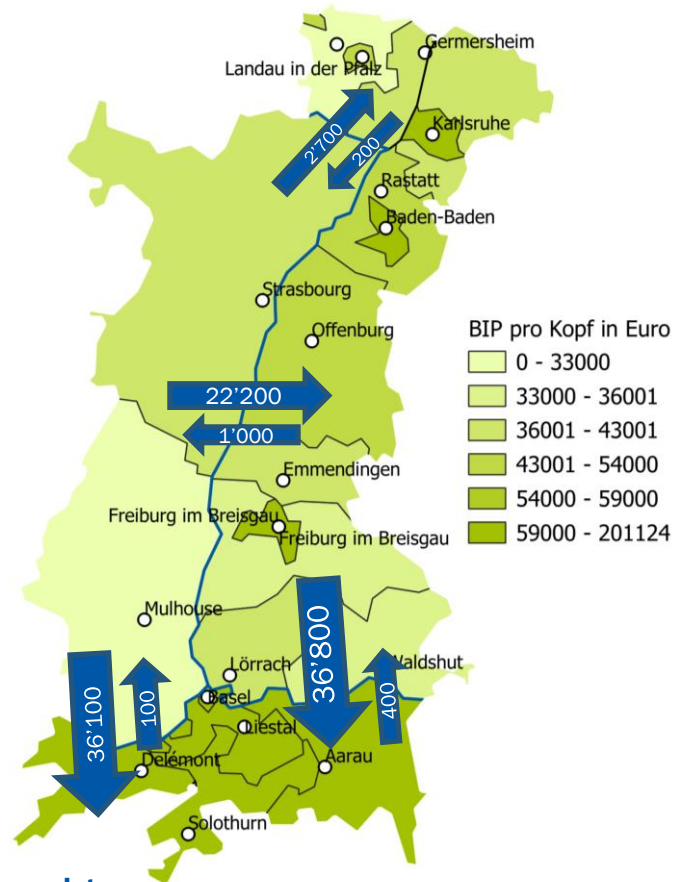 Germersheim
Landau in der Pfalz
2’700
200
Karlsruhe
Rastatt
Baden-Baden
Strasbourg
Offenburg
BIP pro Kopf in Euro
0 - 33000
33000 - 36001
36001 - 43001
43001 - 54000
54000 - 59000
59000 - 201124
22’200
1’000
Emmendingen
Freiburg im Breisgau
Freiburg im Breisgau
Mulhouse
36’800
Lörrach
Waldshut
Basel
36’100
100
400
Liestal
Delémont
Aarau
Solothurn